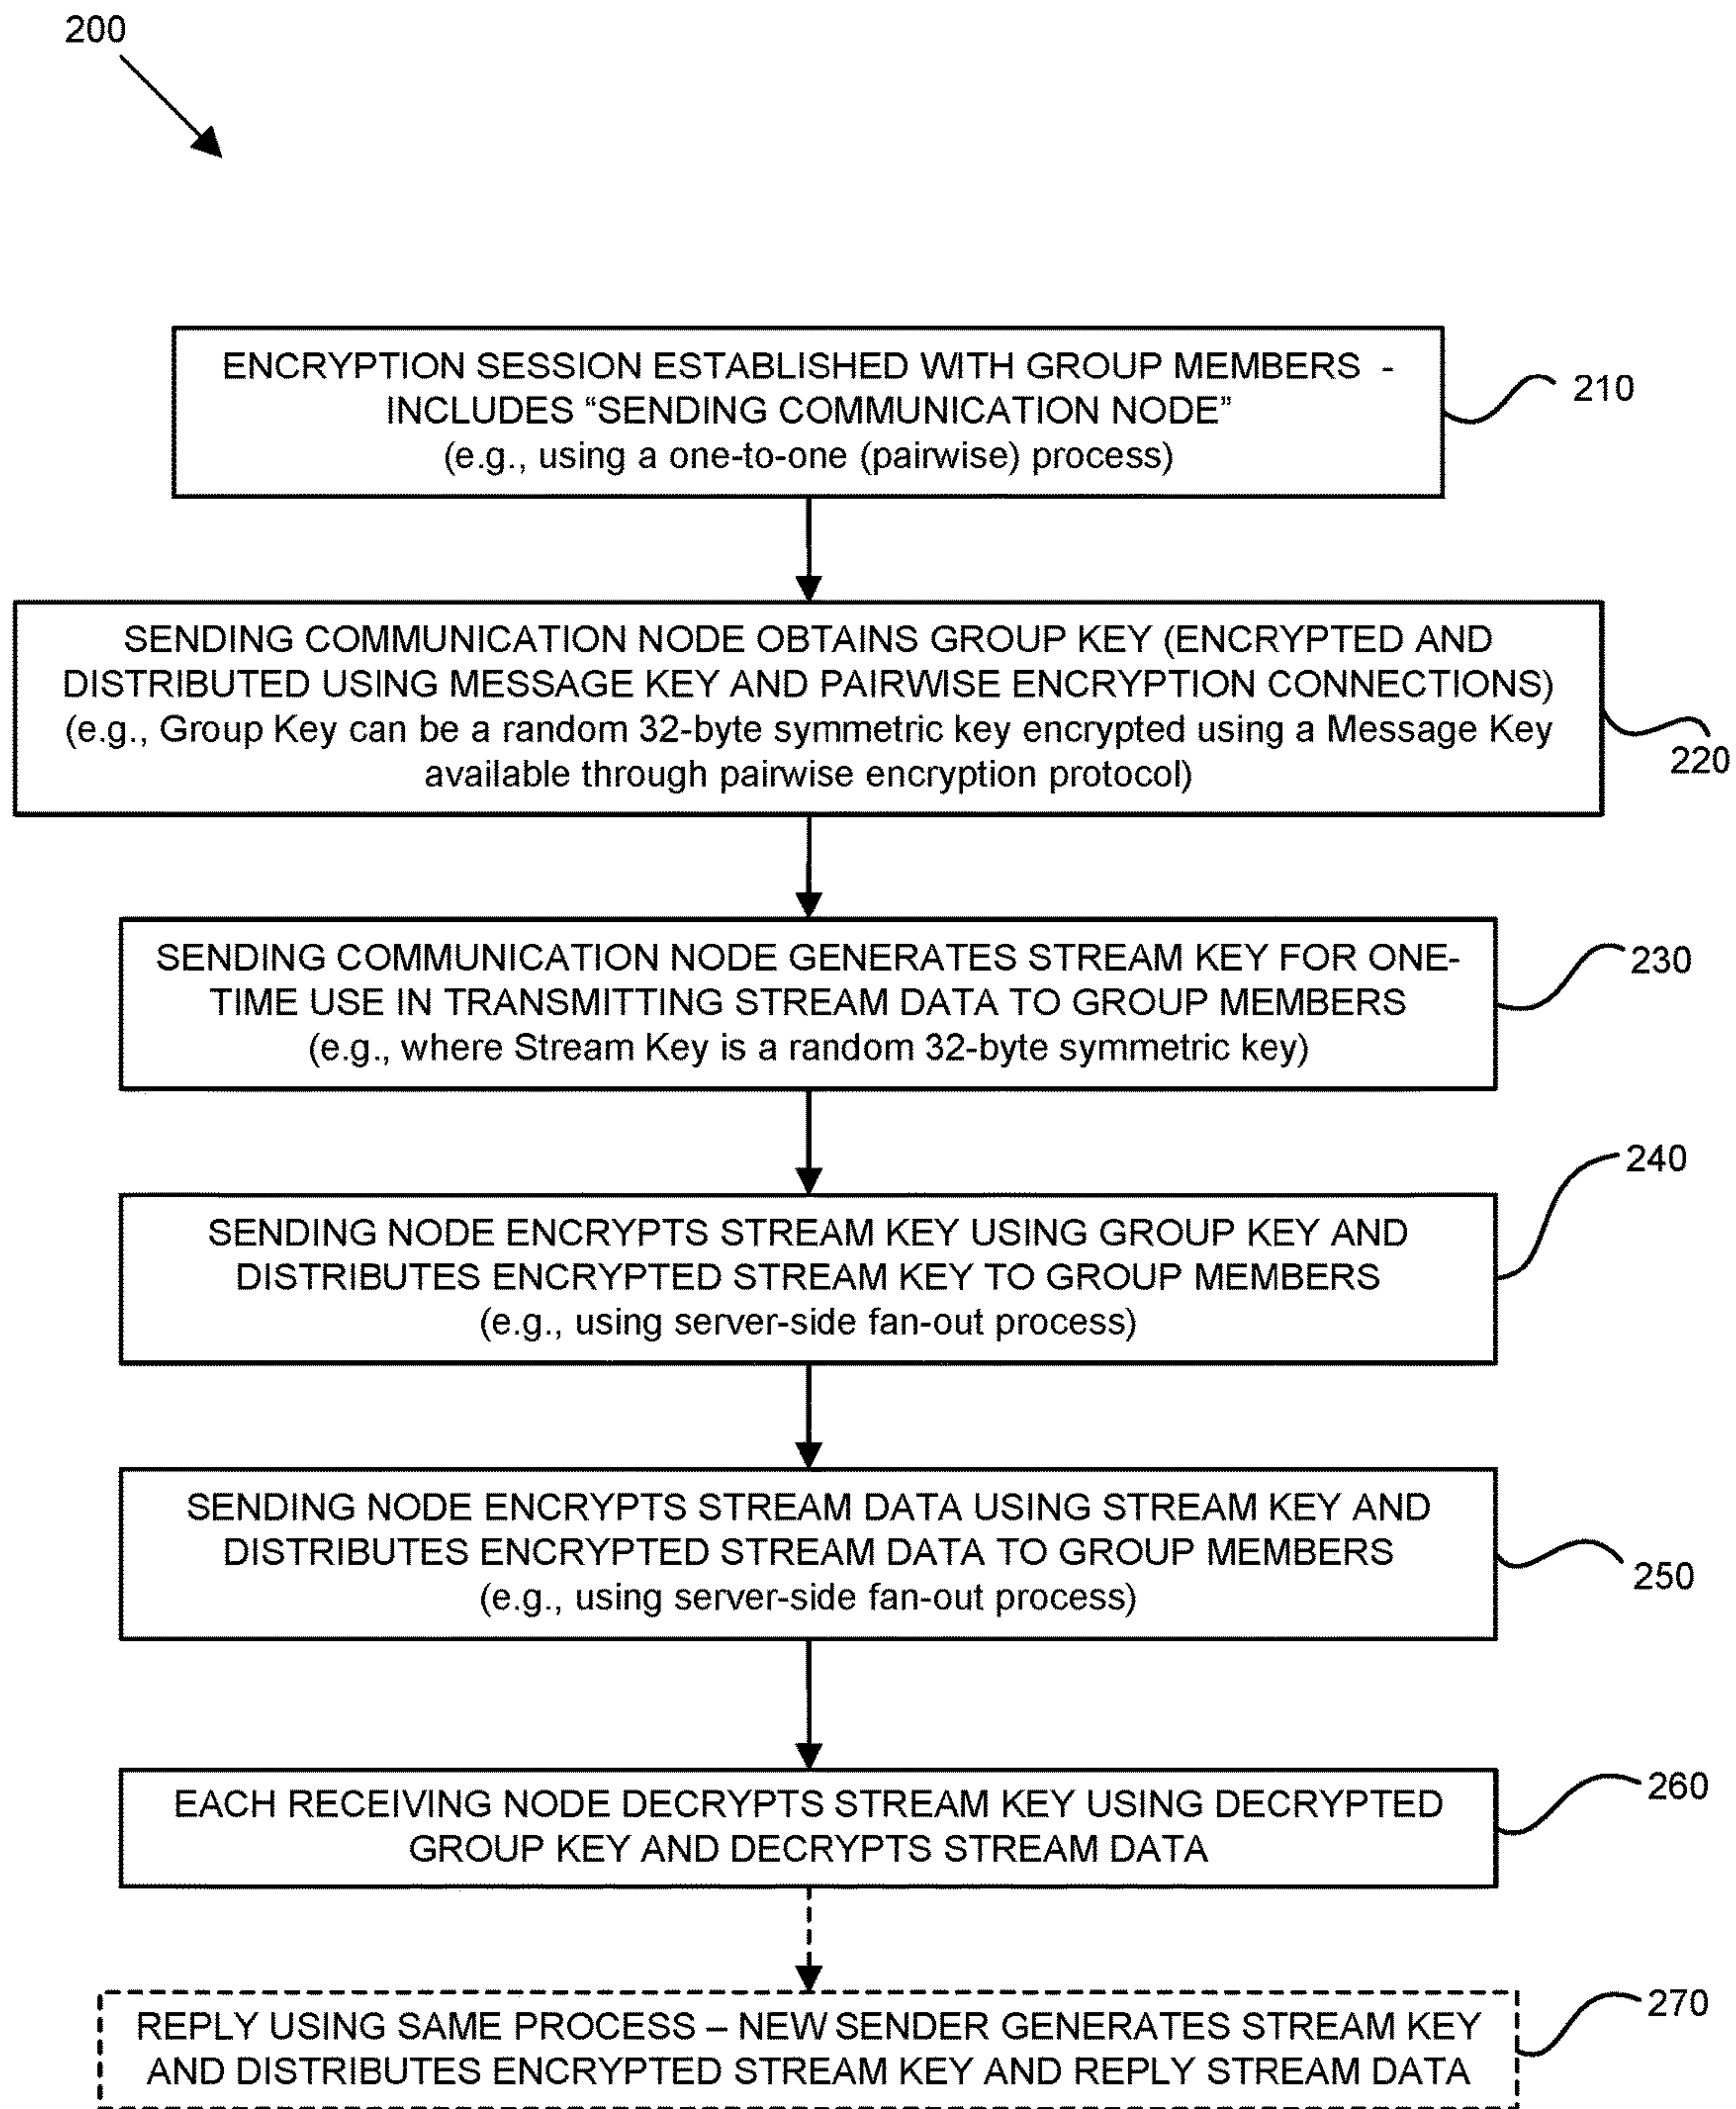 200
ENCRYPTION SESSION ESTABLISHED WITH GROUP MEMBERS -
INCLUDES “SENDING COMMUNICATION NODE”
(e.g., using a one-to-one (pairwise) process)
210
SENDING COMMUNICATION NODE OBTAINS GROUP KEY (ENCRYPTED AND
DISTRIBUTED USING MESSAGE KEY AND PAIRWISE ENCRYPTION CONNECTIONS)
(e.g., Group Key can be a random 32-byte symmetric key encrypted using a Message Key
available through pairwise encryption protocol)
220
SENDING COMMUNICATION NODE GENERATES STREAM KEY FOR ONE-
TIME USE IN TRANSMITTING STREAM DATA TO GROUP MEMBERS
(e.g., where Stream Key is a random 32-byte symmetric key)
230
SENDING NODE ENCRYPTS STREAM KEY USING GROUP KEY AND
DISTRIBUTES ENCRYPTED STREAM KEY TO GROUP MEMBERS
(e.g., using server-side fan-out process)
240
SENDING NODE ENCRYPTS STREAM DATA USING STREAM KEY AND
DISTRIBUTES ENCRYPTED STREAM DATA TO GROUP MEMBERS
(e.g., using server-side fan-out process)
250
EACH RECEIVING NODE DECRYPTS STREAM KEY USING DECRYPTED
GROUP KEY AND DECRYPTS STREAM DATA
260
REPLY USING SAME PROCESS – NEW SENDER GENERATES STREAM KEY
AND DISTRIBUTES ENCRYPTED STREAM KEY AND REPLY STREAM DATA
270